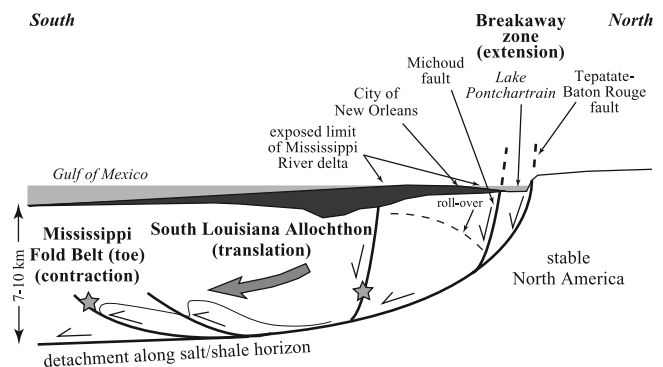 South
North
Breakaway
zone
(extension)
Michoud
fault
Lake
Pontchartrain
Tepatate-
Baton Rouge
fault
City of
New Orleans
exposed limit
of Mississippi
River delta
Gulf of Mexico
roll-over
Mississippi
Fold Belt (toe)
(contraction)
South Louisiana Allochthon
(translation)
stable
North America
7-10 km
detachment along salt/shale horizon